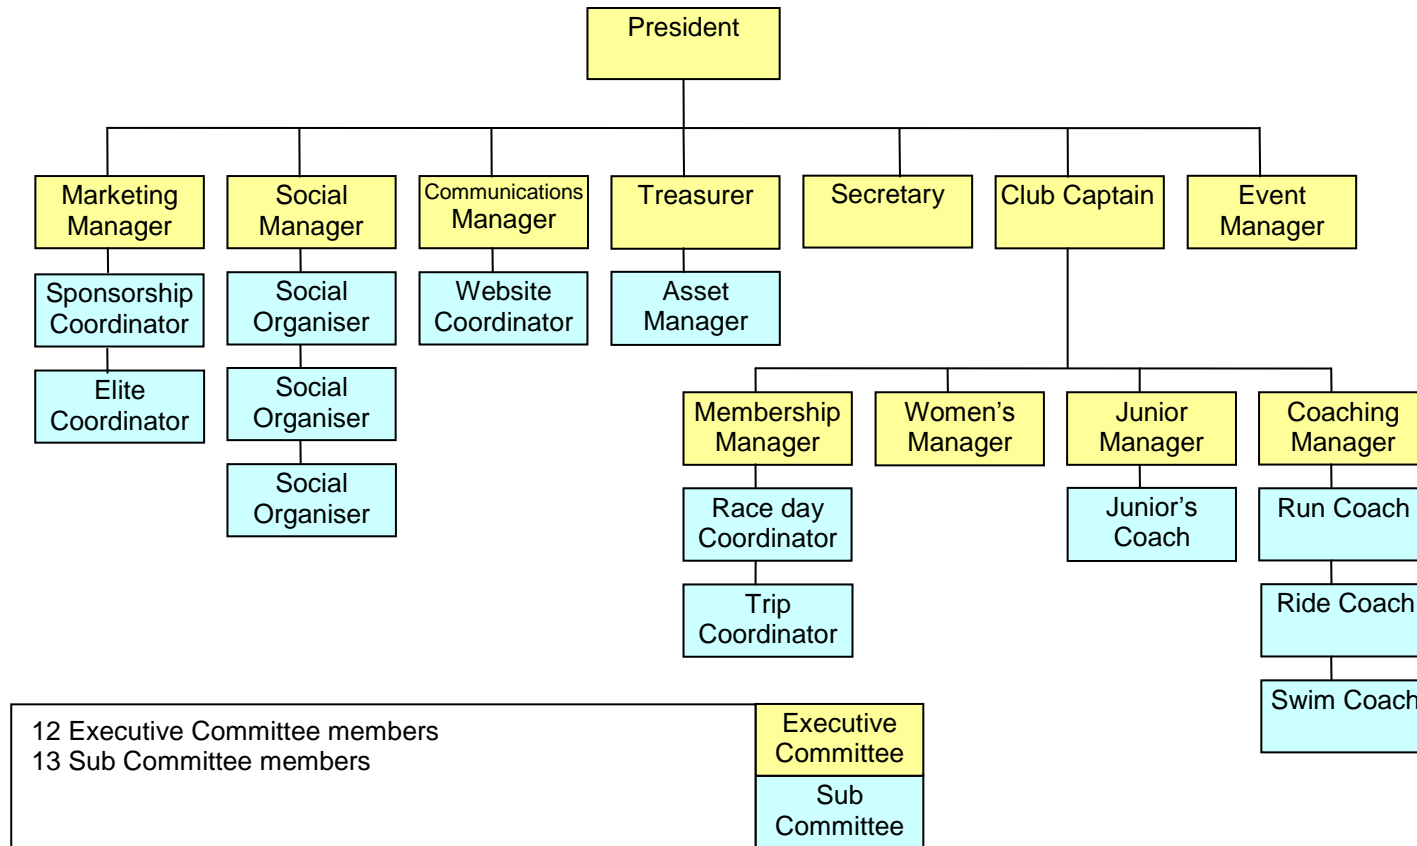 President
Marketing
Manager
Social
Manager
Communications
Manager
Treasurer
Secretary
Club Captain
Event
Manager
Sponsorship
Coordinator
Social
Organiser
Website
Coordinator
Asset
Manager
Elite
Coordinator
Social
Organiser
Social
Organiser
Membership
Manager
Women's
Manager
Junior
Manager
Coaching
Manager
Race day
Coordinator
Junior's
Coach
Run Coach
Trip
Coordinator
Ride Coach
Swim Coach
12 Executive Committee members
13 Sub Committee members
Executive
Committee
Sub
Committee